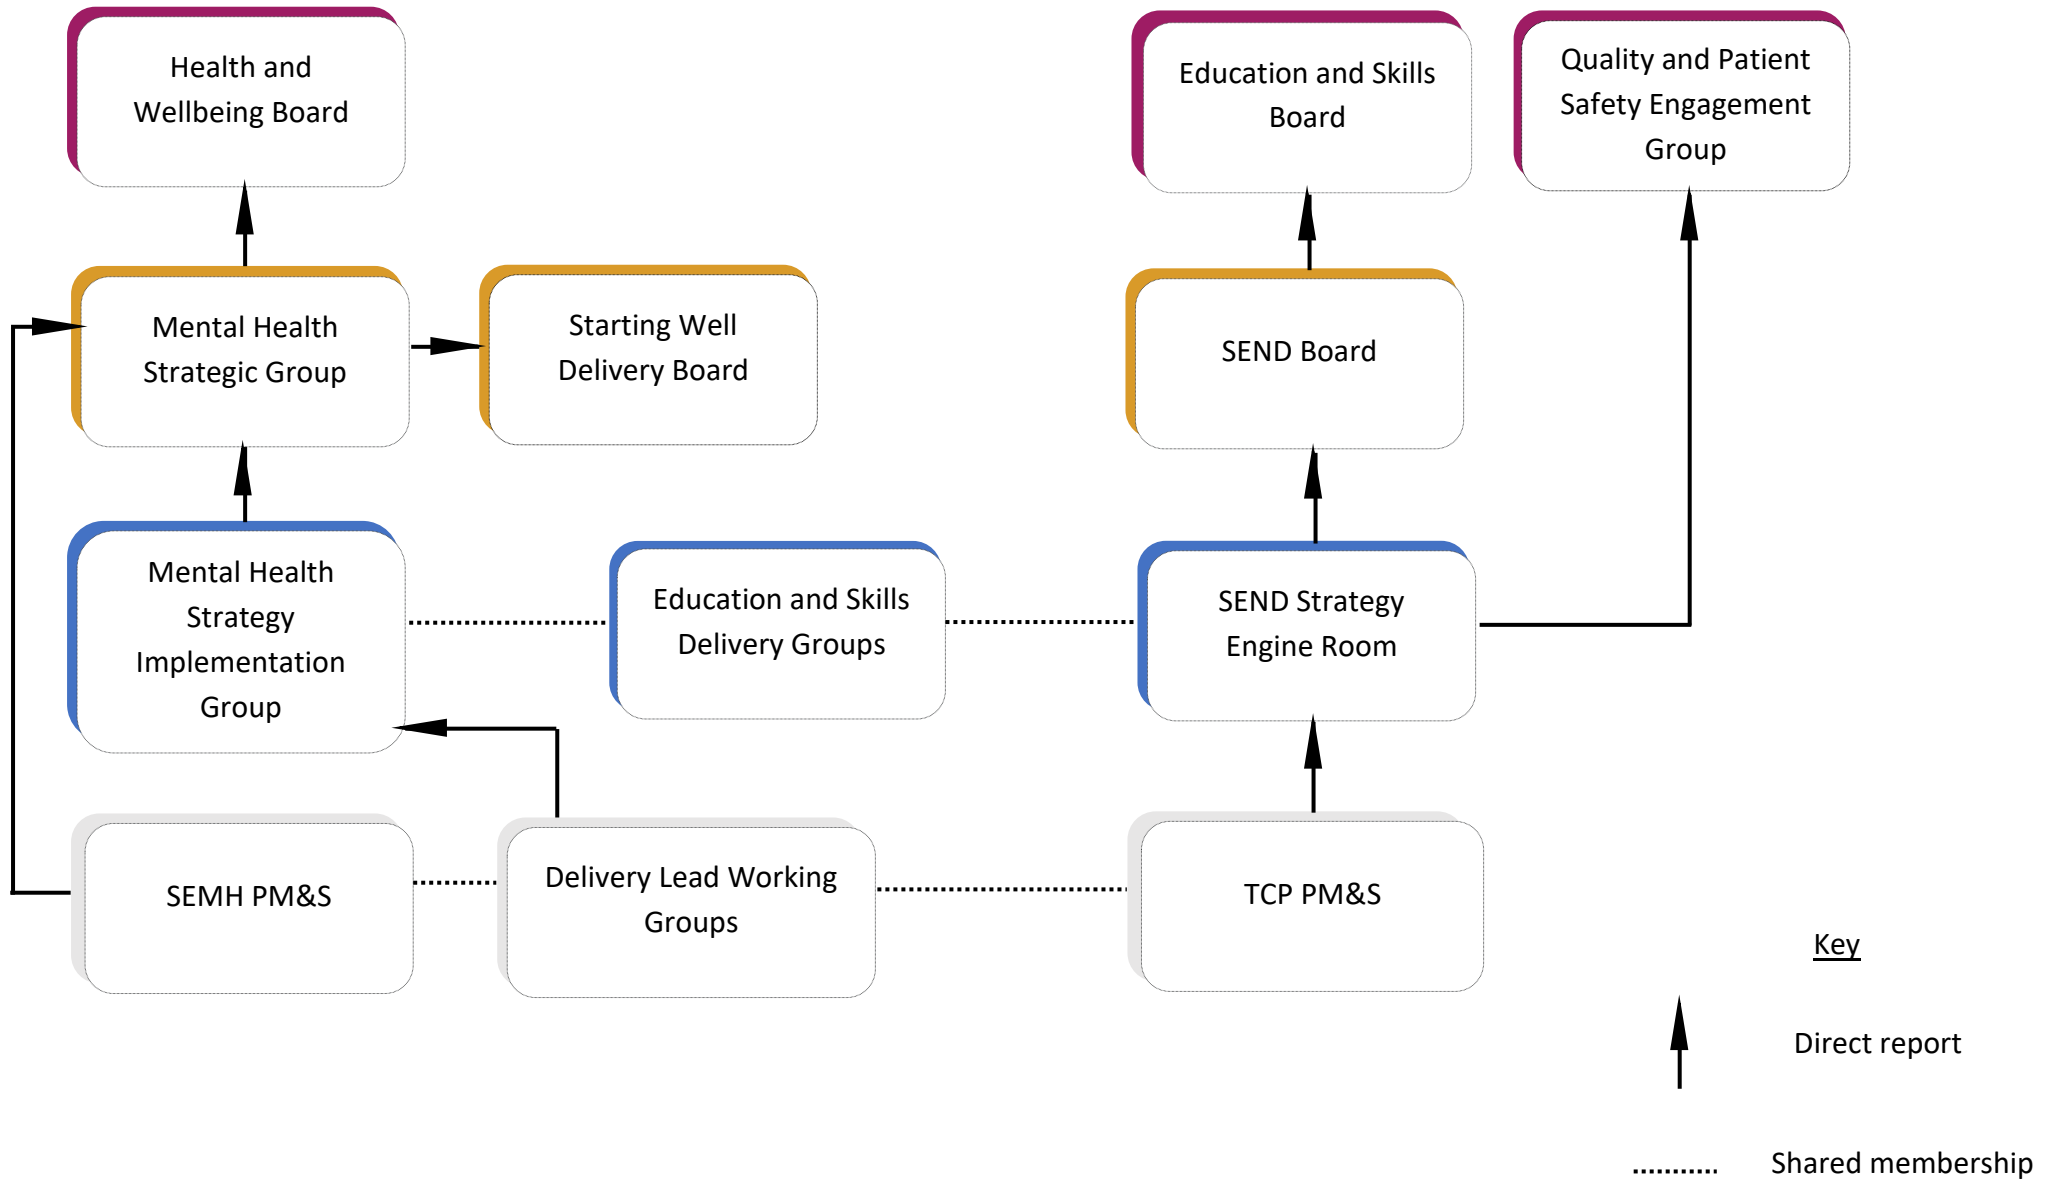 Health and
Wellbeing Board
Education and Skills
Board
Quality and Patient
Safety Engagement
Group
Mental Health
Strategic Group
Starting Well
Delivery Board
SEND Board
Mental Health
Strategy
Implementation
Group
Education and Skills
Delivery Groups
SEND Strategy
Engine Room
SEMH PM&S
Delivery Lead Working
Groups
TCP PM&S
Key
Direct report
Shared membership